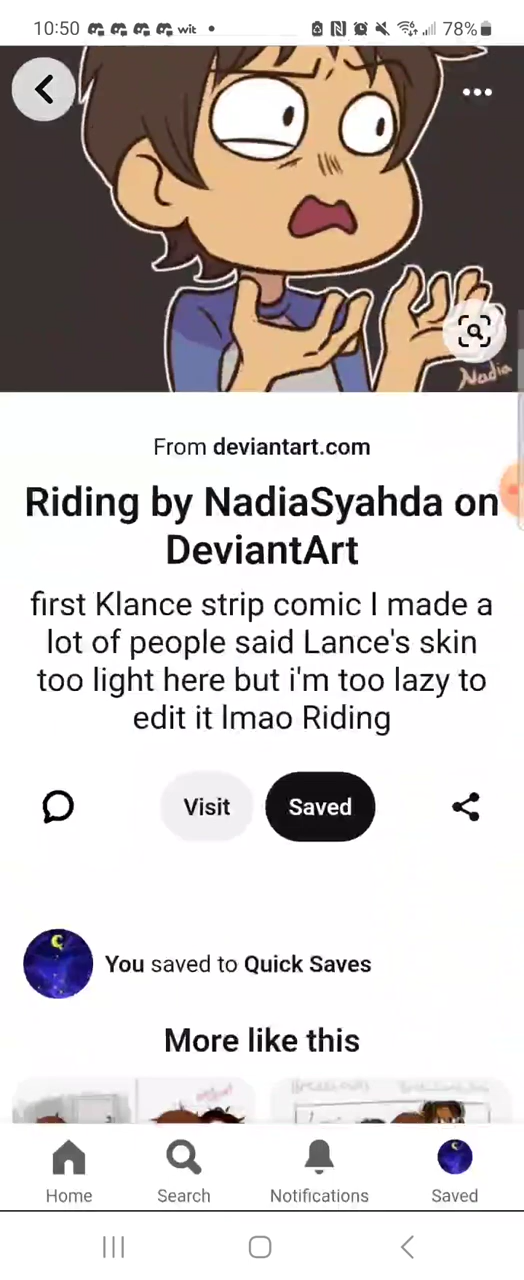 10:50 wit 78%
Nadia
From deviantart.com
Riding by NadiaSyahda on
DeviantArt
first Klance strip comic I made a
lot of people said Lance's skin
too light here but i'm too lazy to
edit it lmao Riding
Visit Saved
You saved to Quick Saves
More like this
Home Search Notifications Saved